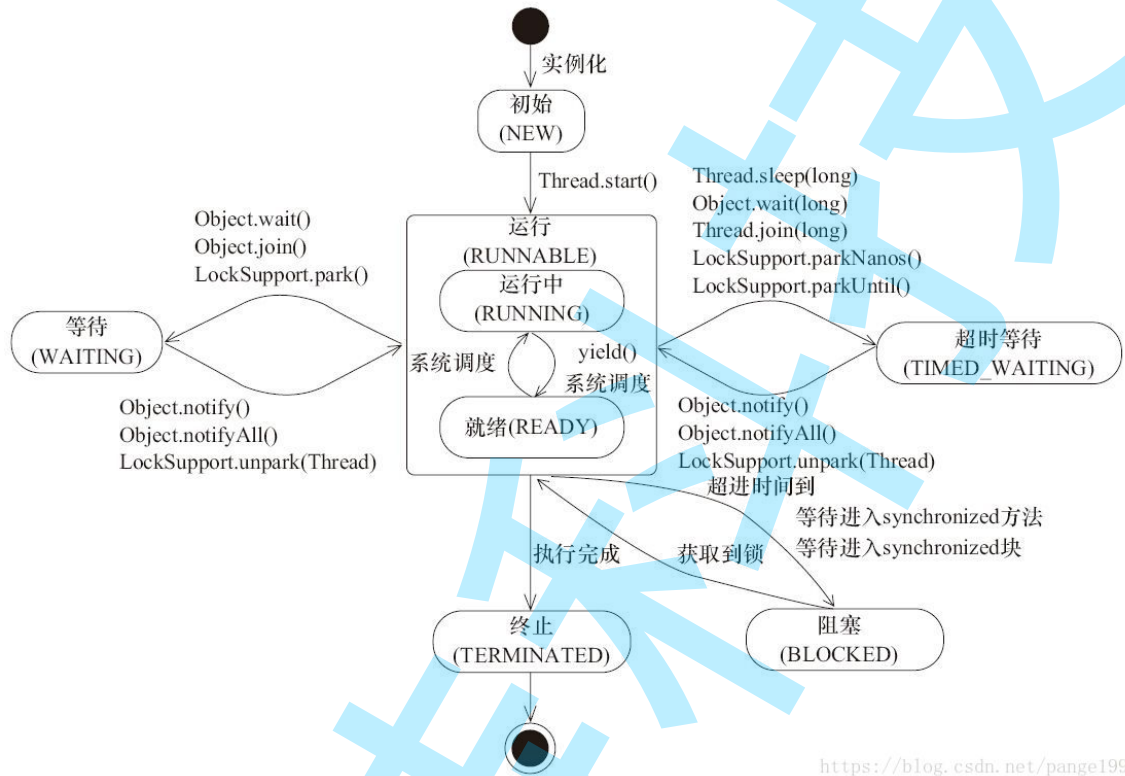 实例化
初始
(NEW)
Thread.start()
Object.wait()
Object.join()
LockSupport.park()
Thread.sleep(long)
Object.wait(long)
Thread.join(long)
LockSupport.parkNanos()
LockSupport.parkUntil()
运行
(RUNNABLE)
运行中
(RUNNING)
等待
(WAITING)
系统调度
yield()
系统调度
超时等待
(TIMED_WAITING)
就绪(READY)
Object.notify()
Object.notifyAll()
LockSupport.unpark(Thread)
Object.notify()
Object.notifyAll()
LockSupport.unpark(Thread)
超进时间到
等待进入synchronized方法
等待进入synchronized块
执行完成
获取到锁
终止
(TERMINATED)
阻塞
(BLOCKED)
https://blog.csdn.net/pange199